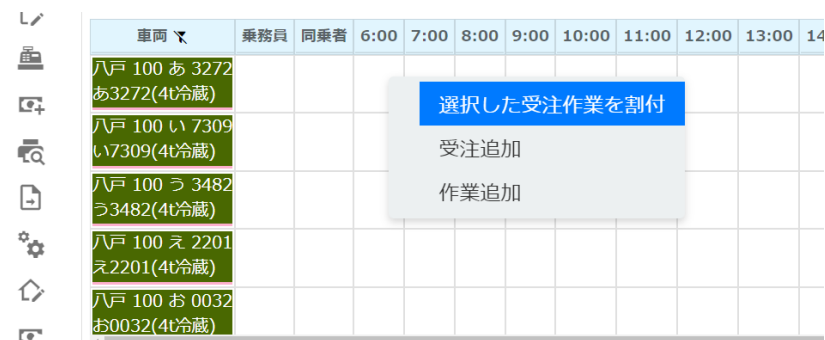 車両 乗務員 同乗者 6:00 7:00 8:00 9:00 10:00 11:00 12:00 13:00 14
八戸 100 あ 3272
あ3272(4t冷蔵)
選択した受注作業を割付
八戸 100 い 7309
い7309(4t冷蔵)
受注追加
八戸 100 う 3482
う3482(4t冷蔵)
作業追加
八戸 100 え 2201
え2201(4t冷蔵)
八戸 100 お 0032
お0032(4t冷蔵)